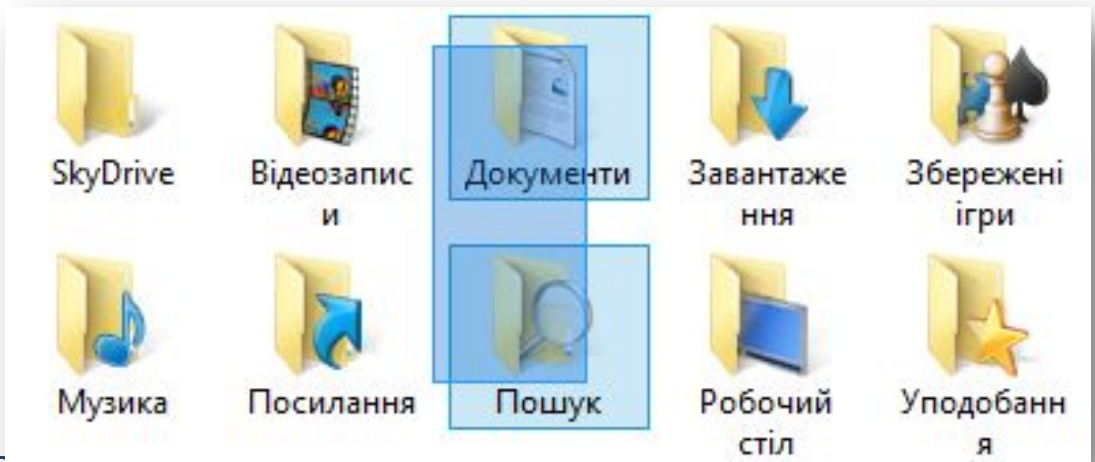 SkyDrive
Відеозапис
и
Документи
Завантаже
ння
Збережені
ігри
Музика
Посилання
Пошук
Робочий
стіл
Уподобанн
я